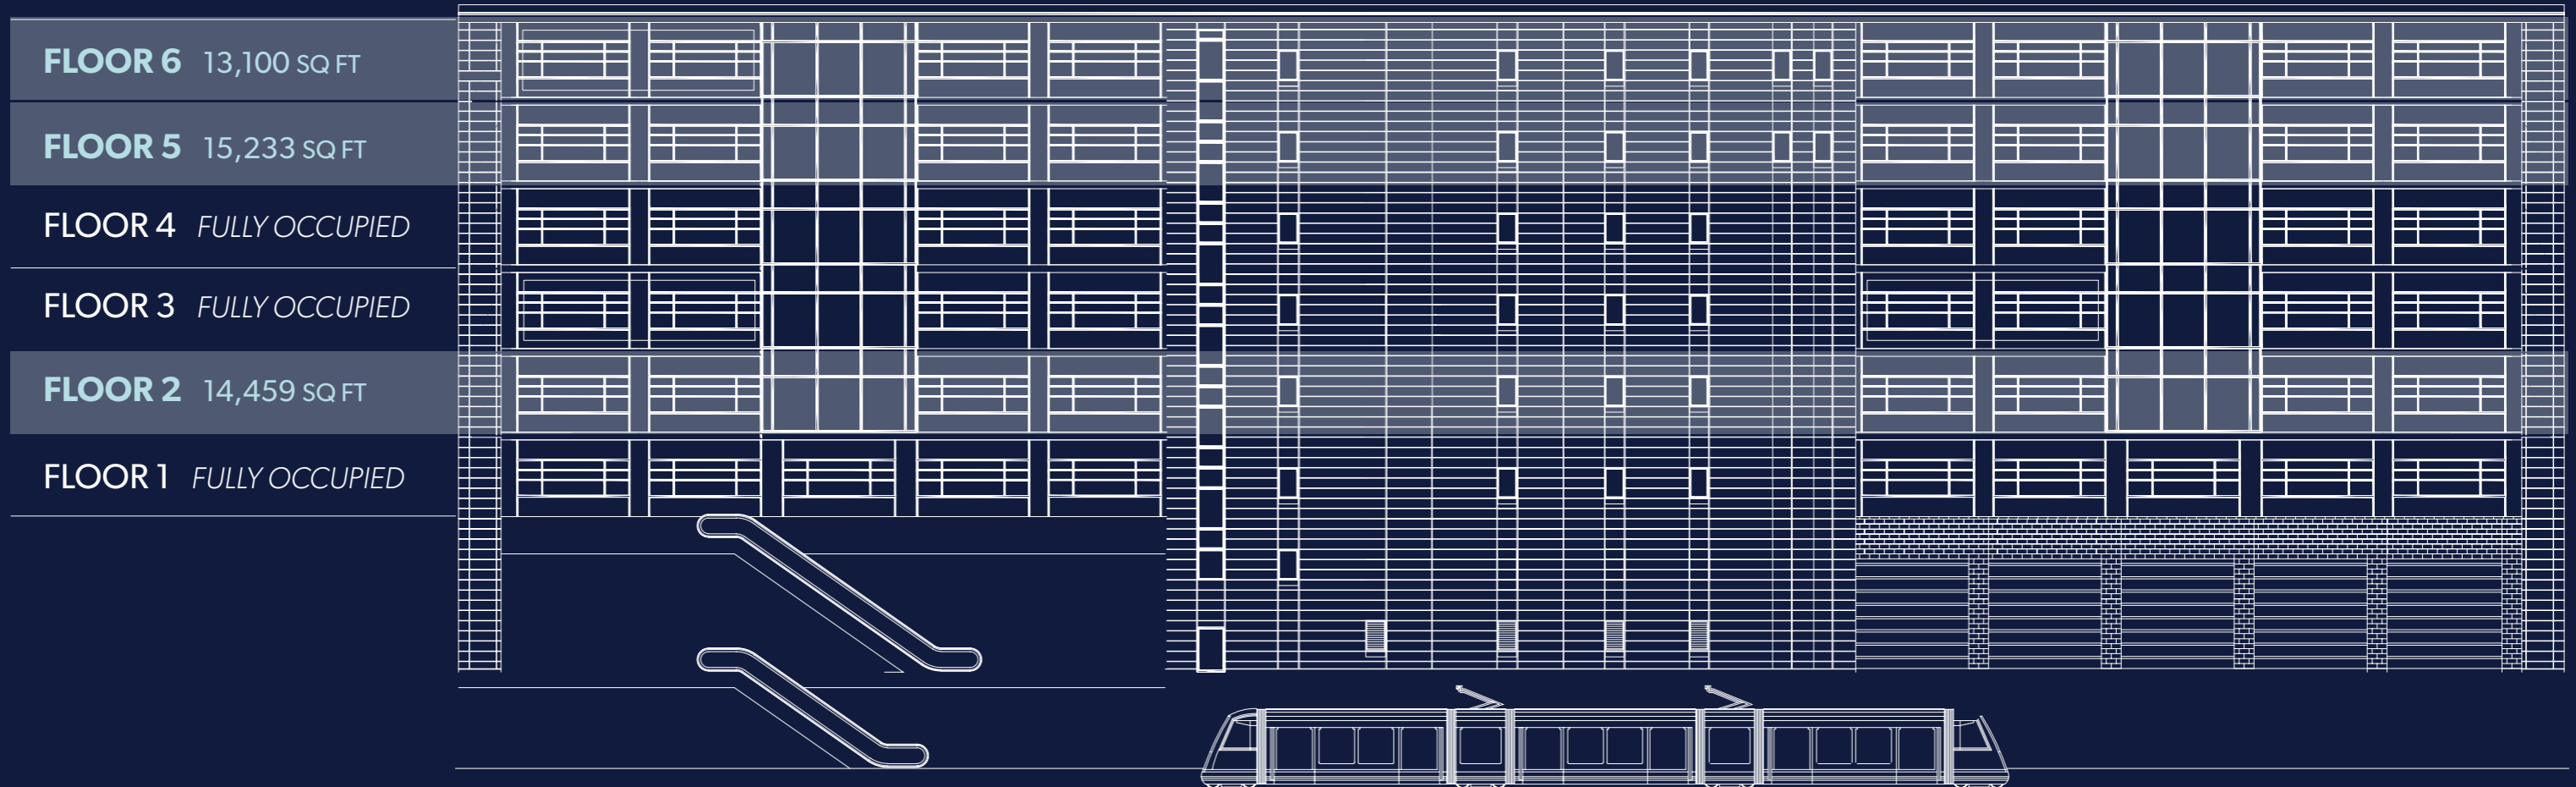 FLOOR 6 13,100 SQ FT
FLOOR 5 15,233 SQ FT
FLOOR 4 FULLY OCCUPIED
FLOOR 3 FULLY OCCUPIED
FLOOR 2 14,459 SQ FT
FLOOR 1 FULLY OCCUPIED